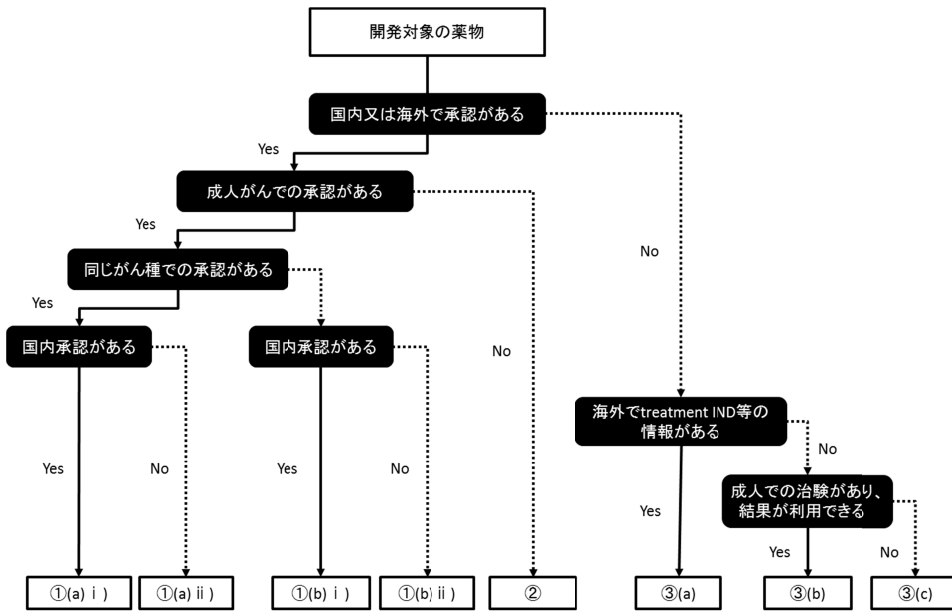 開発対象の薬物
国内又は海外で承認がある
Yes
成人がんでの承認がある
Yes
No
同じがん種での承認がある
Yes
国内承認がある
国内承認がある
No
海外でtreatment IND等の
情報がある
Yes
No
Yes
No
No
成人での治験があり、
結果が利用できる
Yes
Yes
No
①(a) ⅰ)
①(a) ⅱ)
①(b) ⅰ)
①(b) ⅱ)
②
③(a)
③(b)
③(c)